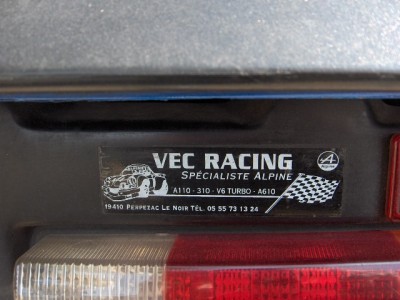 VEC RACING
SPÉCIALISTE ALPINE
A110 - 310 - V6 TURBO - A610
19410 PERPEZAC LE NOIR TÉL. 05 55 73 13 24